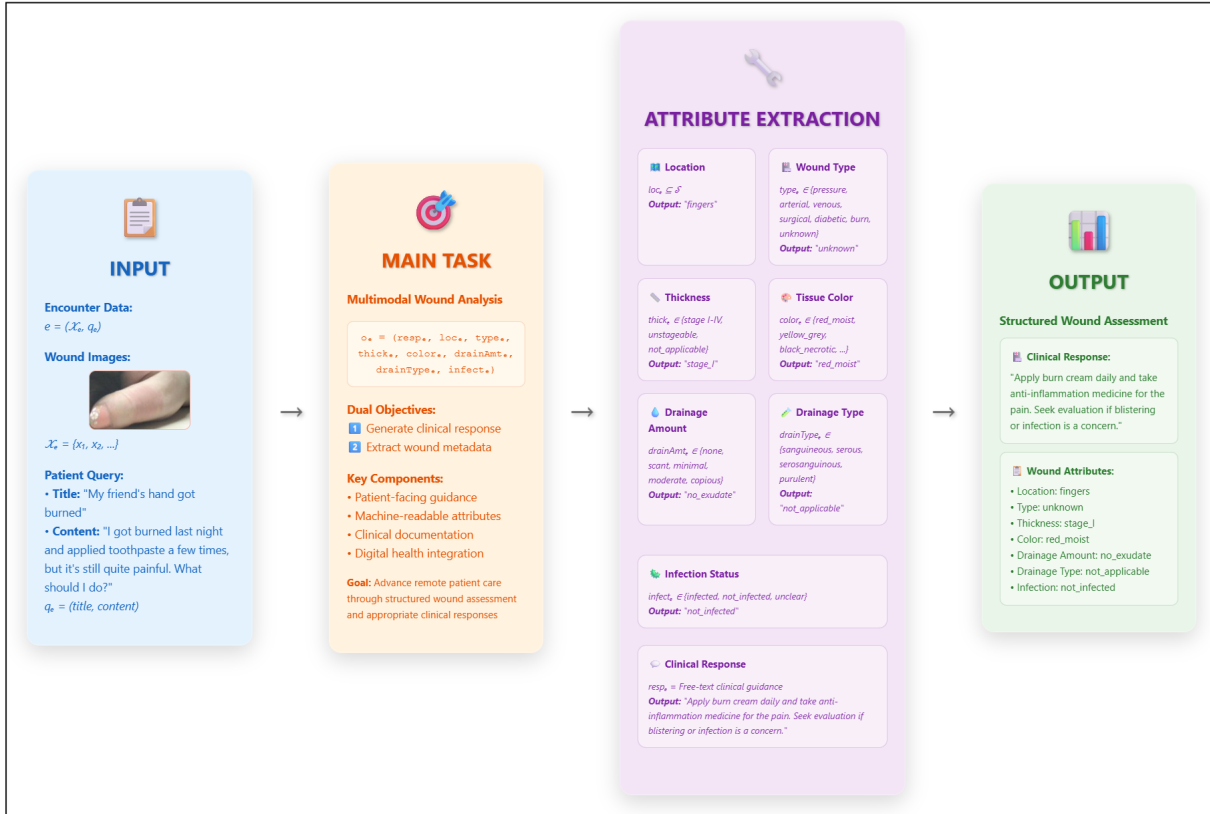 INPUT
Encounter Data:
e = (𝒳ₑ, qₑ)
Wound Images:
𝒳ₑ = {x₁, x₂, ...}
Patient Query:
• Title: "My friend's hand got
burned"
• Content: "I got burned last night
and applied toothpaste a few times,
but it's still quite painful. What
should I do?"
qₑ = (title, content)
MAIN TASK
Multimodal Wound Analysis
oₑ = (respₑ, locₑ, typeₑ,
thickₑ, colorₑ, drainAmtₑ,
drainTypeₑ, infectₑ)
Dual Objectives:
1 Generate clinical response
2 Extract wound metadata
Key Components:
• Patient-facing guidance
• Machine-readable attributes
• Clinical documentation
• Digital health integration
Goal: Advance remote patient care
through structured wound assessment
and appropriate clinical responses
ATTRIBUTE EXTRACTION
Location
locₑ ⊆ 𝒮
Output: "fingers"
Wound Type
typeₑ ∈ {pressure,
arterial, venous,
surgical, diabetic, burn,
unknown}
Output: "unknown"
Thickness
thickₑ ∈ {stage I-IV,
unstageable,
not_applicable}
Output: "stage_I"
Tissue Color
colorₑ ∈ {red_moist,
yellow_grey,
black_necrotic, ...}
Output: "red_moist"
Drainage
Amount
drainAmtₑ ∈ {none,
scant, minimal,
moderate, copious}
Output: "no_exudate"
Drainage Type
drainTypeₑ ∈
{sanguineous, serous,
serosanguinous,
purulent}
Output:
"not_applicable"
Infection Status
infectₑ ∈ {infected, not_infected, unclear}
Output: "not_infected"
Clinical Response
respₑ = Free-text clinical guidance
Output: "Apply burn cream daily and take anti-
inflammation medicine for the pain. Seek evaluation if
blistering or infection is a concern."
OUTPUT
Structured Wound Assessment
Clinical Response:
"Apply burn cream daily and take
anti-inflammation medicine for the
pain. Seek evaluation if blistering
or infection is a concern."
Wound Attributes:
• Location: fingers
• Type: unknown
• Thickness: stage_I
• Color: red_moist
• Drainage Amount: no_exudate
• Drainage Type: not_applicable
• Infection: not_infected